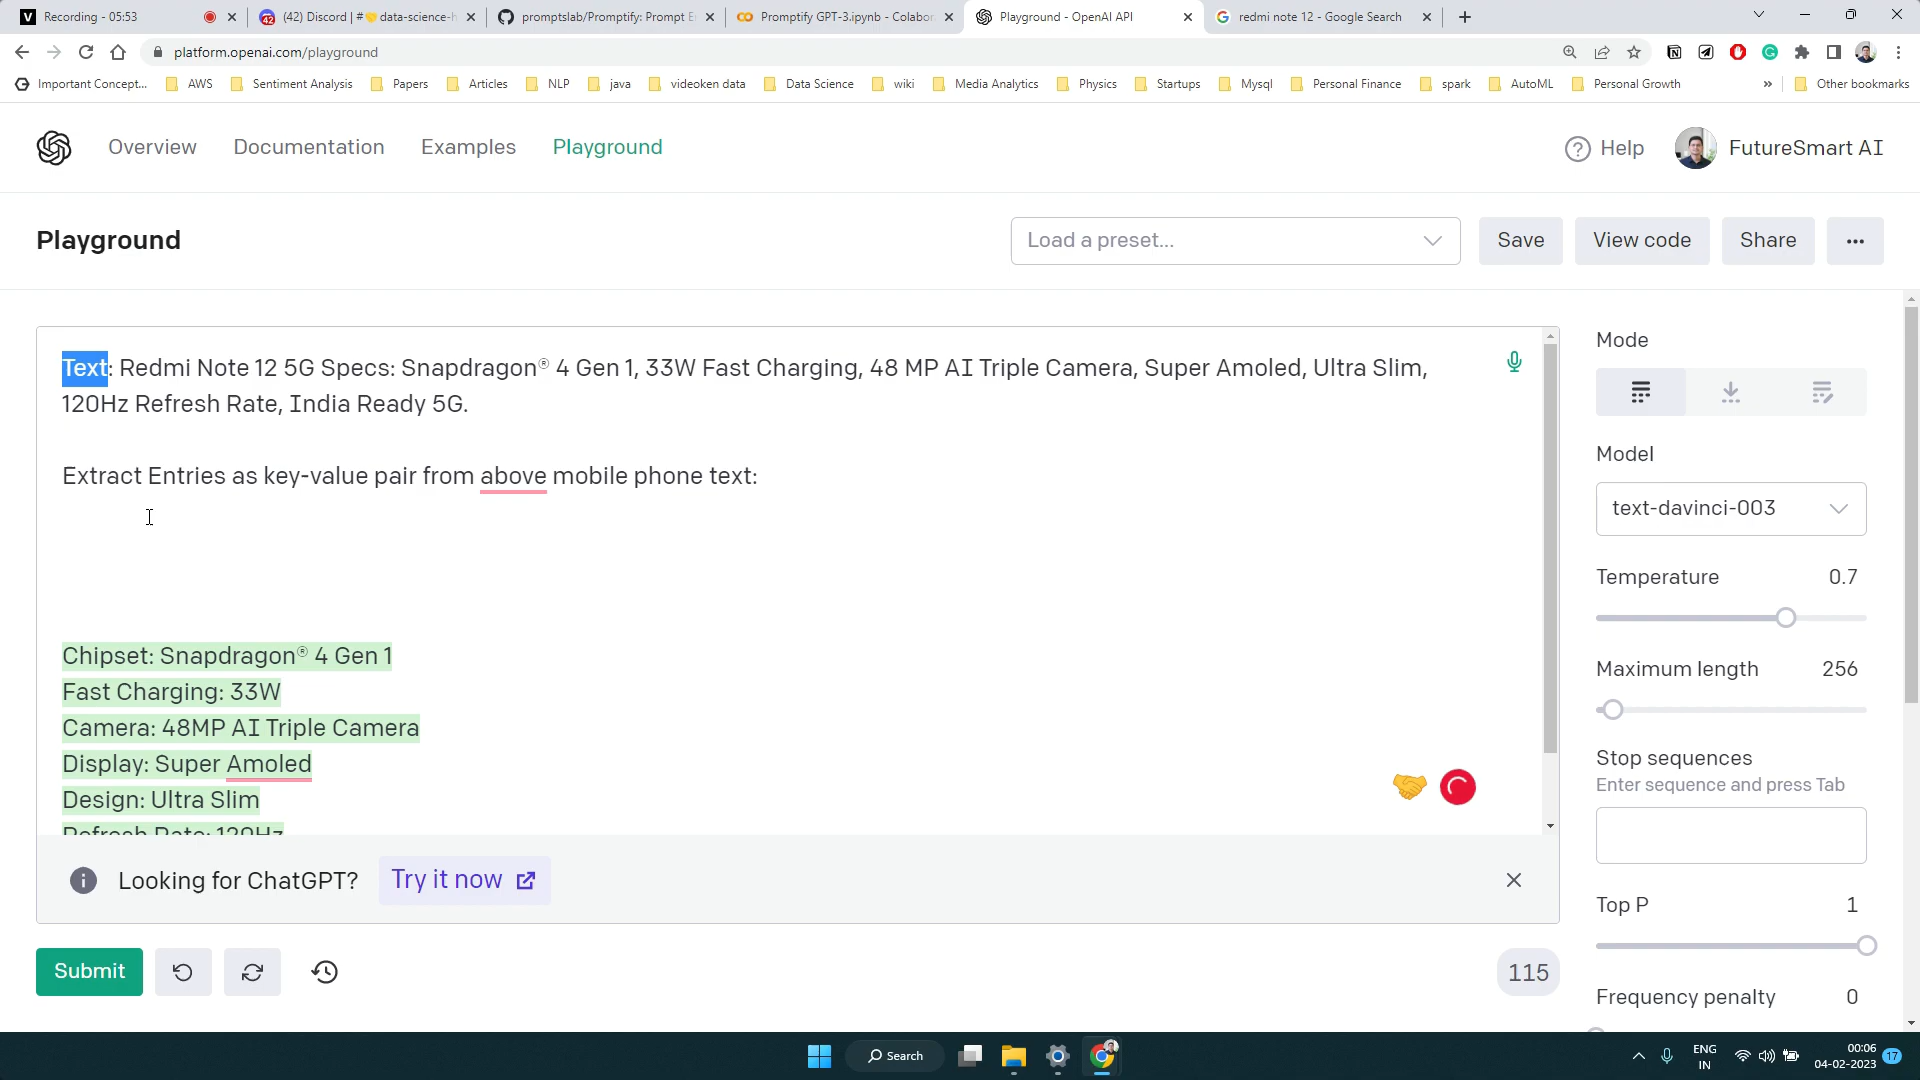 Recording - 05:53
(42) Discord | #🤝data-science-h
promptslab/Promptify: Prompt E
Promptify GPT-3.ipynb - Colabor
Playground - OpenAI API
redmi note 12 - Google Search
platform.openai.com/playground
Important Concept...
AWS
Sentiment Analysis
Papers
Articles
NLP
java
videoken data
Data Science
wiki
Media Analytics
Physics
Startups
Mysql
Personal Finance
spark
AutoML
Personal Growth
»
Other bookmarks
Overview
Documentation
Examples
Playground
Help
FutureSmart AI
Playground
Load a preset...
Save
View code
Share
Text: Redmi Note 12 5G Specs: Snapdragon® 4 Gen 1, 33W Fast Charging, 48 MP AI Triple Camera, Super Amoled, Ultra Slim,
120Hz Refresh Rate, India Ready 5G.
Extract Entries as key-value pair from above mobile phone text:
Chipset: Snapdragon® 4 Gen 1
Fast Charging: 33W
Camera: 48MP AI Triple Camera
Display: Super Amoled
Design: Ultra Slim
Refresh Rate: 120Hz
Looking for ChatGPT?
Try it now
Submit
115
Mode
Model
text-davinci-003
Temperature 0.7
Maximum length 256
Stop sequences
Enter sequence and press Tab
Top P 1
Frequency penalty 0
Search
ENG
IN
00:06
04-02-2023
17